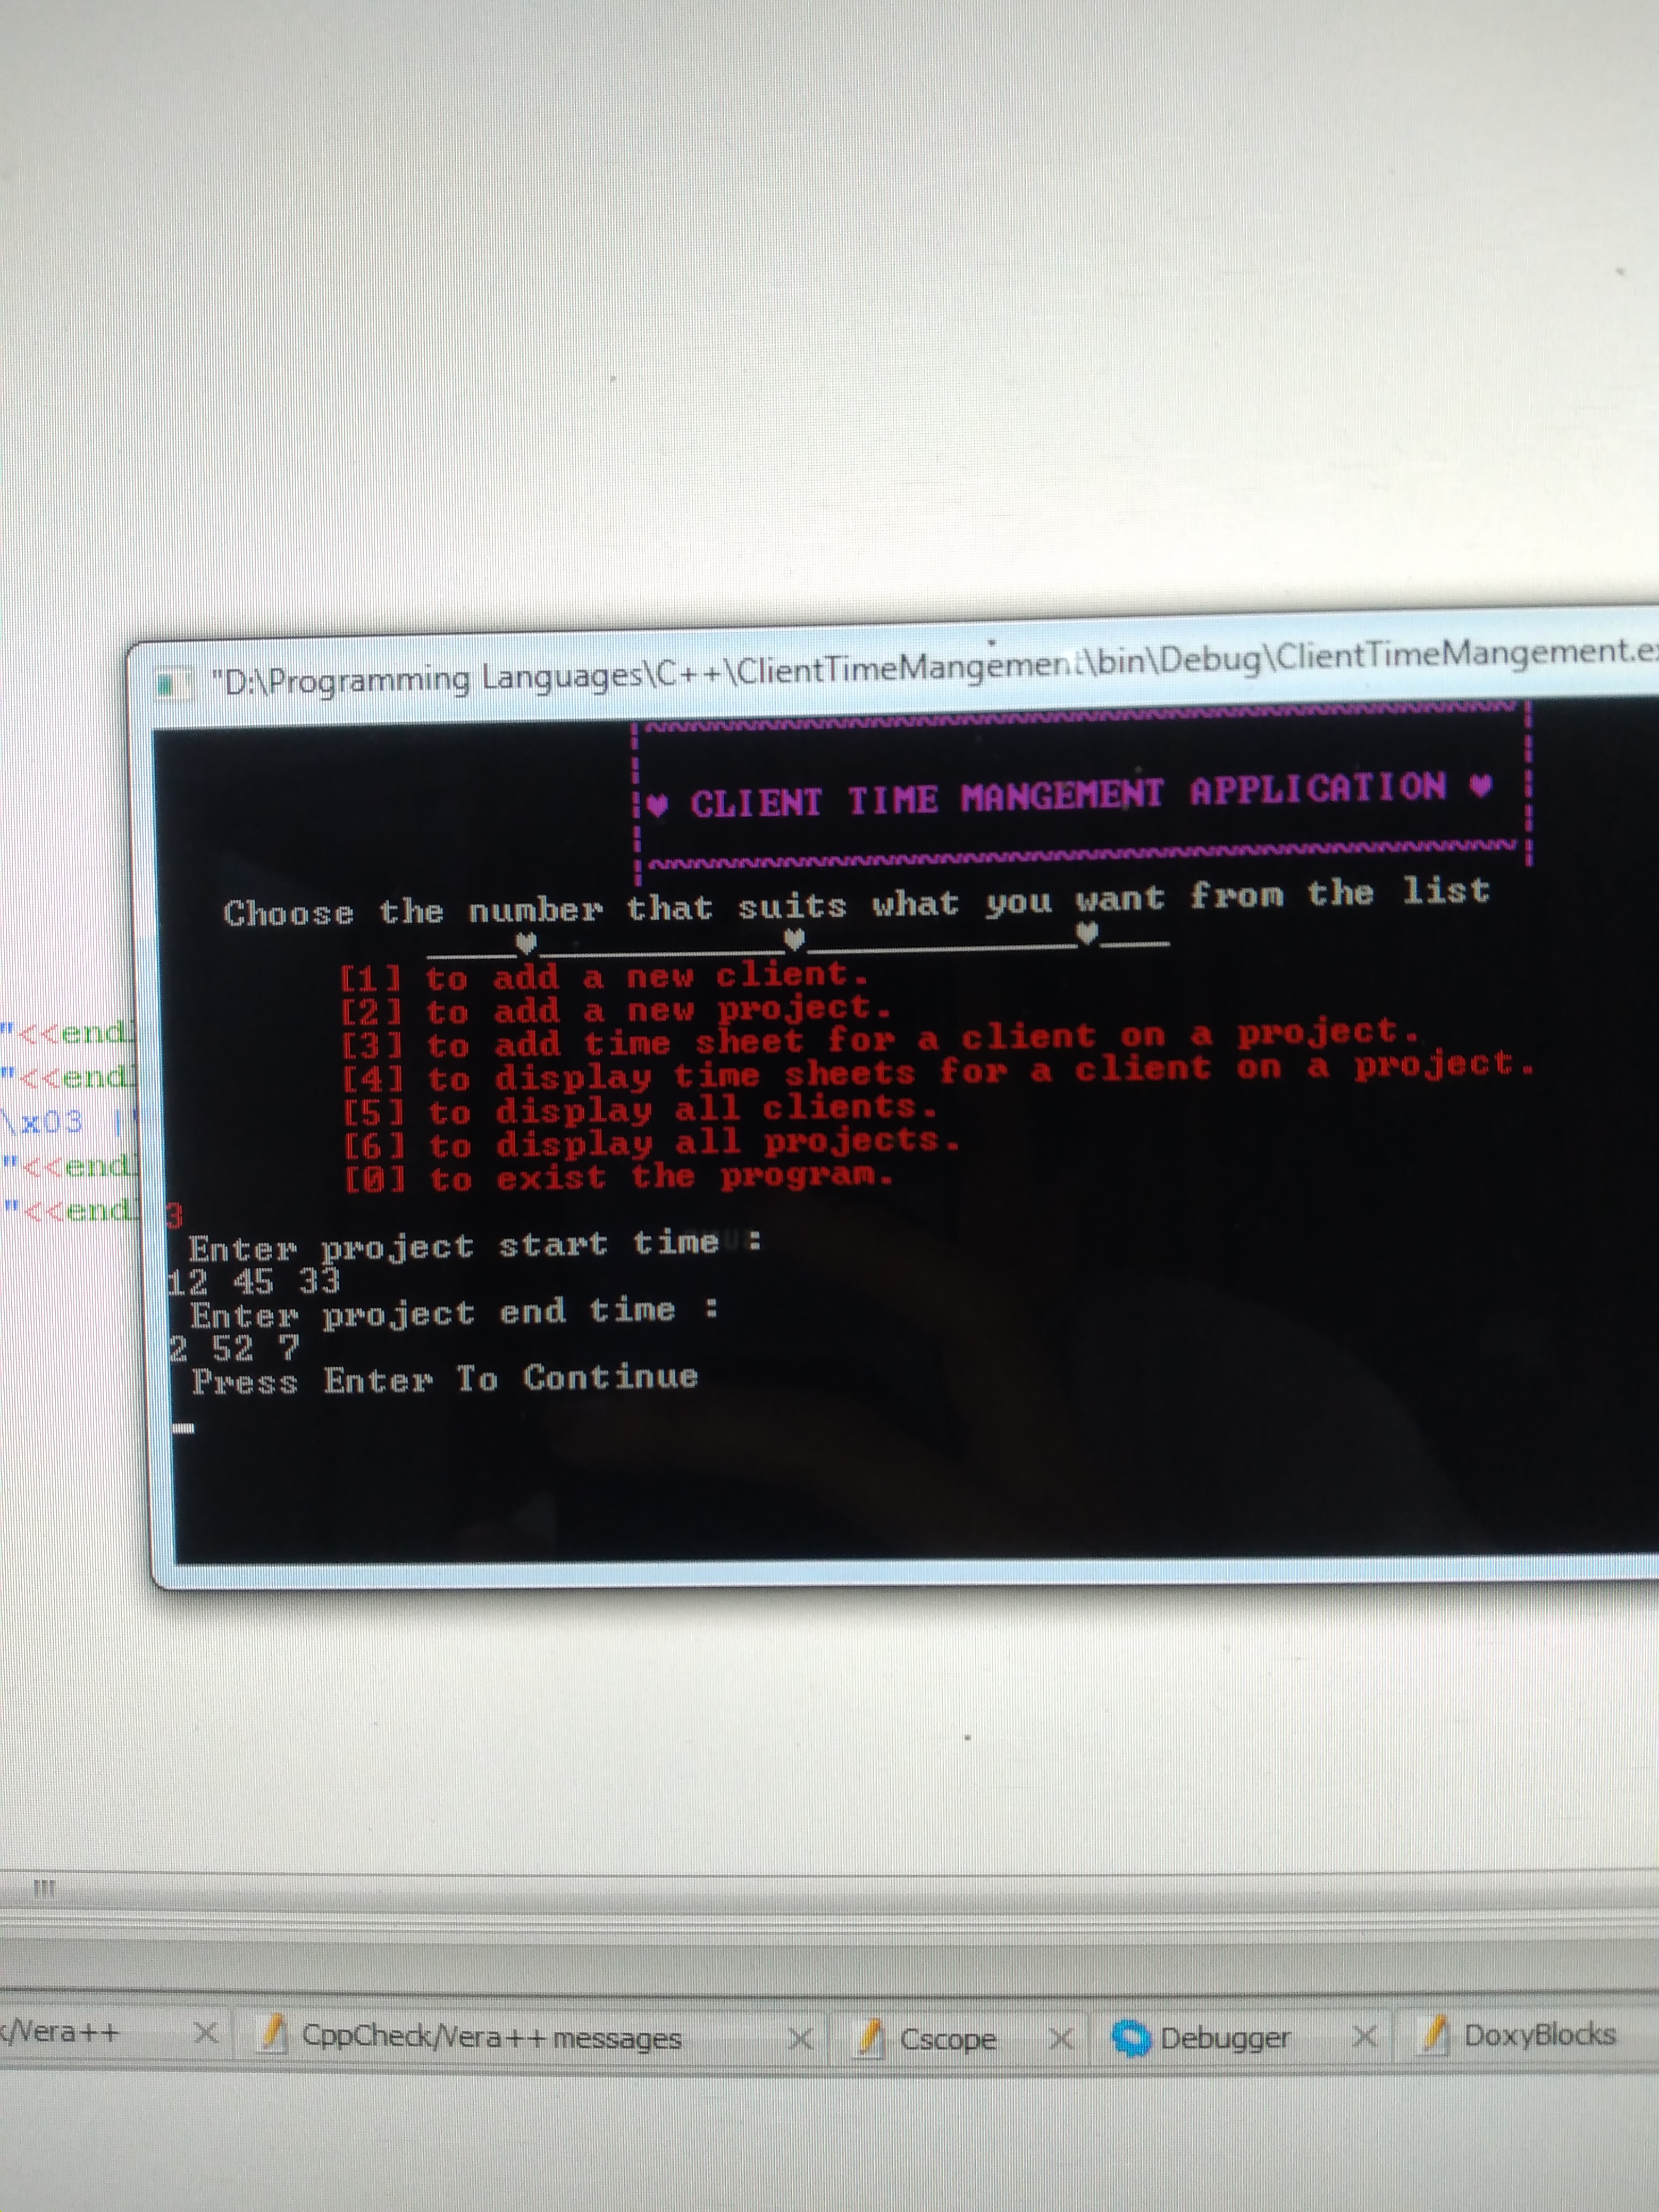 "D:\Programming Languages\C++\ClientTimeMangement\bin\Debug\ClientTimeMangement.ex
♥ CLIENT TIME MANGEMENT APPLICATION ♥
Choose the number that suits what you want from the list
[1] to add a new client.
[2] to add a new project.
[3] to add time sheet for a client on a project.
[4] to display time sheets for a client on a project.
[5] to display all clients.
[6] to display all projects.
[0] to exist the program.
3
Enter project start time :
12 45 33
Enter project end time :
2 52 7
Press Enter To Continue
"<<endl
"<<endl
\x03 |
"<<endl
"<<endl
k/Vera++
CppCheck/Vera++ messages
Cscope
Debugger
DoxyBlocks